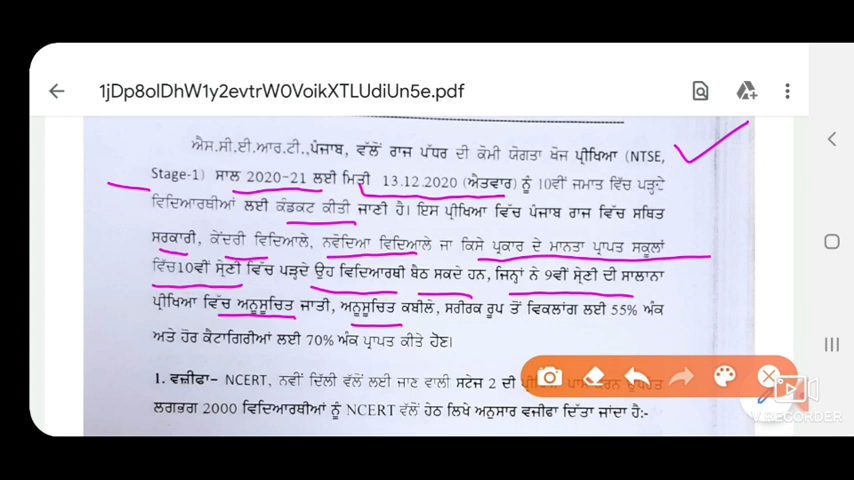 1jDp8olDhW1y2evtrW0VoikXTLUdiUn5e.pdf
ਐਸ.ਸੀ.ਈ.ਆਰ.ਟੀ.,ਪੰਜਾਬ, ਵੱਲੋਂ ਰਾਜ ਪੱਧਰ ਦੀ ਕੌਮੀ ਯੋਗਤਾ ਖੋਜ ਪ੍ਰੀਖਿਆ (NTSE,
Stage-1) ਸਾਲ 2020-21 ਲਈ ਮਿਤੀ 13.12.2020 (ਐਤਵਾਰ) ਨੂੰ 10ਵੀਂ ਜਮਾਤ ਵਿੱਚ ਪੜ੍ਹਦੇ
ਵਿਦਿਆਰਥੀਆਂ ਲਈ ਕੰਡਕਟ ਕੀਤੀ ਜਾਣੀ ਹੈ। ਇਸ ਪ੍ਰੀਖਿਆ ਵਿੱਚ ਪੰਜਾਬ ਰਾਜ ਵਿੱਚ ਸਥਿਤ
ਸਰਕਾਰੀ, ਕੇਂਦਰੀ ਵਿਦਿਆਲੇ, ਨਵੋਦਿਆ ਵਿਦਿਆਲੇ ਜਾ ਕਿਸੇ ਪ੍ਰਕਾਰ ਦੇ ਮਾਨਤਾ ਪ੍ਰਾਪਤ ਸਕੂਲਾਂ
ਵਿੱਚ10ਵੀਂ ਸ਼੍ਰੇਣੀ ਵਿੱਚ ਪੜ੍ਹਦੇ ਉਹ ਵਿਦਿਆਰਥੀ ਬੈਠ ਸਕਦੇ ਹਨ, ਜਿਨ੍ਹਾਂ ਨੇ 9ਵੀਂ ਸ਼੍ਰੇਣੀ ਦੀ ਸਾਲਾਨਾ
ਪ੍ਰੀਖਿਆ ਵਿੱਚ ਅਨੁਸੂਚਿਤ ਜਾਤੀ, ਅਨੁਸੂਚਿਤ ਕਬੀਲੇ, ਸਰੀਰਕ ਰੂਪ ਤੋਂ ਵਿਕਲਾਂਗ ਲਈ 55% ਅੰਕ
ਅਤੇ ਹੋਰ ਕੈਟਾਗਿਰੀਆਂ ਲਈ 70% ਅੰਕ ਪ੍ਰਾਪਤ ਕੀਤੇ ਹੋਣ।
1. ਵਜ਼ੀਫਾ- NCERT, ਨਵੀਂ ਦਿੱਲੀ ਵੱਲੋਂ ਲਈ ਜਾਣ ਵਾਲੀ ਸਟੇਜ 2 ਦੀ
ਲਗਭਗ 2000 ਵਿਦਿਆਰਥੀਆਂ ਨੂੰ NCERT ਵੱਲੋਂ ਹੇਠ ਲਿਖੇ ਅਨੁਸਾਰ ਵਜੀਫਾ ਦਿੱਤਾ ਜਾਂਦਾ ਹੈ:-
V.RECORDER